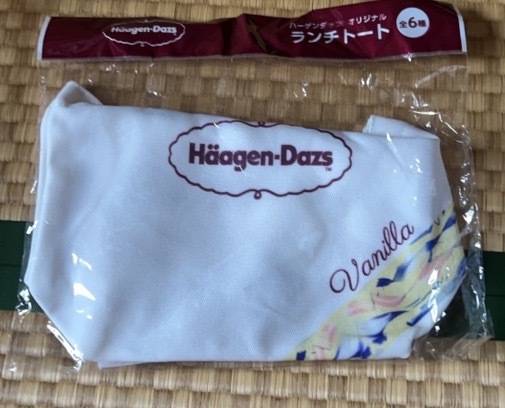 Häagen-Dazs
ハーゲンダッツ オリジナル
ランチトート
全6種
Häagen-Dazs
TM
Vanilla